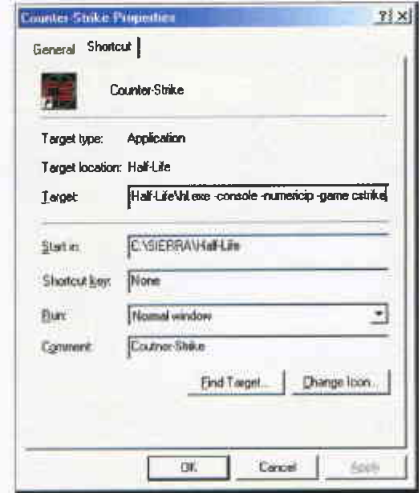 Counter-Strike Properties
General Shortcut
Counter-Strike
Target type: Application
Target location: Half-Life
Target: Half-Life\hl.exe -console -numericip -game cstrike
Start in: C:\SIERRA\Half-Life
Shortcut key: None
Run: Normal window
Comment: Coutner-Strike
Find Target... Change Icon...
OK Cancel Apply